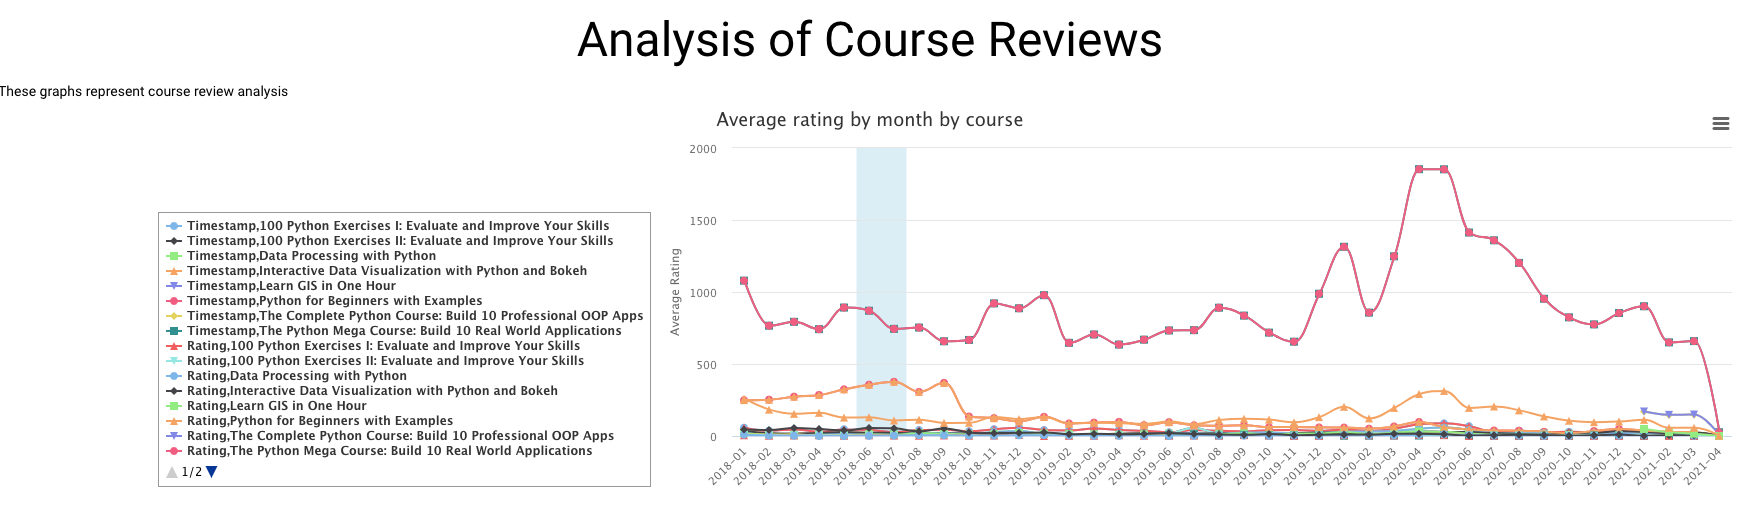 Analysis of Course Reviews
These graphs represent course review analysis
Average rating by month by course
Timestamp,100 Python Exercises I: Evaluate and Improve Your Skills
Timestamp,100 Python Exercises II: Evaluate and Improve Your Skills
Timestamp,Data Processing with Python
Timestamp,Interactive Data Visualization with Python and Bokeh
Timestamp,Learn GIS in One Hour
Timestamp,Python for Beginners with Examples
Timestamp,The Complete Python Course: Build 10 Professional OOP Apps
Timestamp,The Python Mega Course: Build 10 Real World Applications
Rating,100 Python Exercises I: Evaluate and Improve Your Skills
Rating,100 Python Exercises II: Evaluate and Improve Your Skills
Rating,Data Processing with Python
Rating,Interactive Data Visualization with Python and Bokeh
Rating,Learn GIS in One Hour
Rating,Python for Beginners with Examples
Rating,The Complete Python Course: Build 10 Professional OOP Apps
Rating,The Python Mega Course: Build 10 Real World Applications
1/2
Average Rating
2000
1500
1000
500
0
2018-01
2018-02
2018-03
2018-04
2018-05
2018-06
2018-07
2018-08
2018-09
2018-10
2018-11
2018-12
2019-01
2019-02
2019-03
2019-04
2019-05
2019-06
2019-07
2019-08
2019-09
2019-10
2019-11
2019-12
2020-01
2020-02
2020-03
2020-04
2020-05
2020-06
2020-07
2020-08
2020-09
2020-10
2020-11
2020-12
2021-01
2021-02
2021-03
2021-04